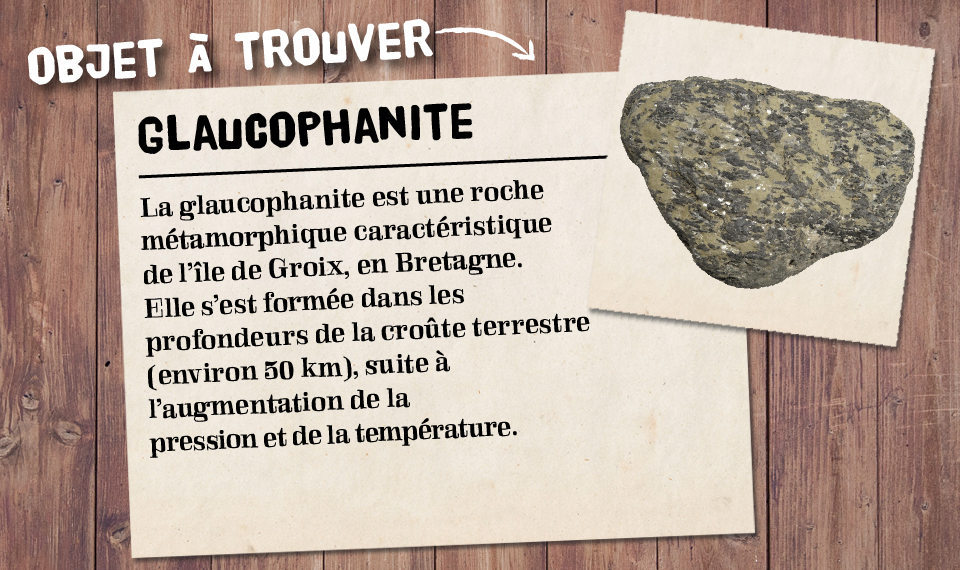 OBJET À TROUVER
GLAUCOPHANITE
La glaucophanite est une roche
métamorphique caractéristique
de l'île de Groix, en Bretagne.
Elle s'est formée dans les
profondeurs de la croûte terrestre
(environ 50 km), suite à
l'augmentation de la
pression et de la température.